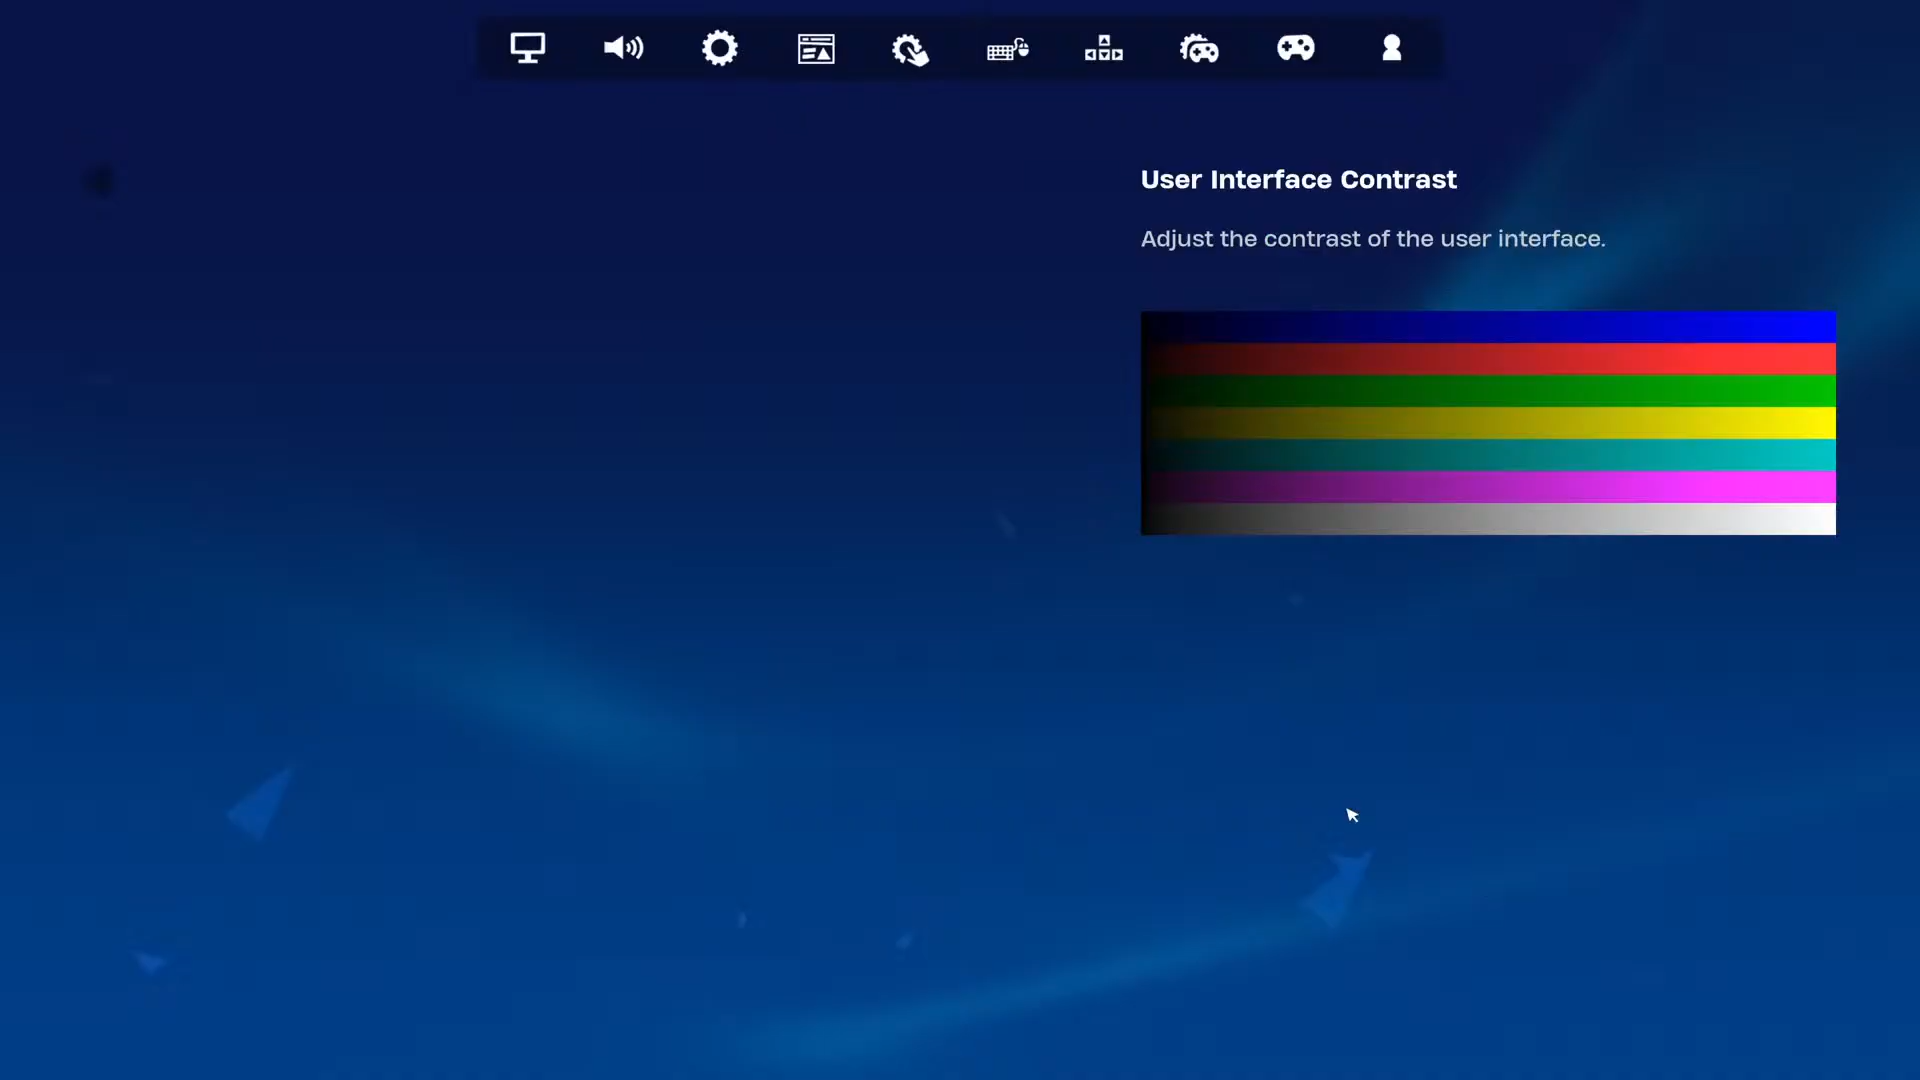 User Interface Contrast
Adjust the contrast of the user interface.